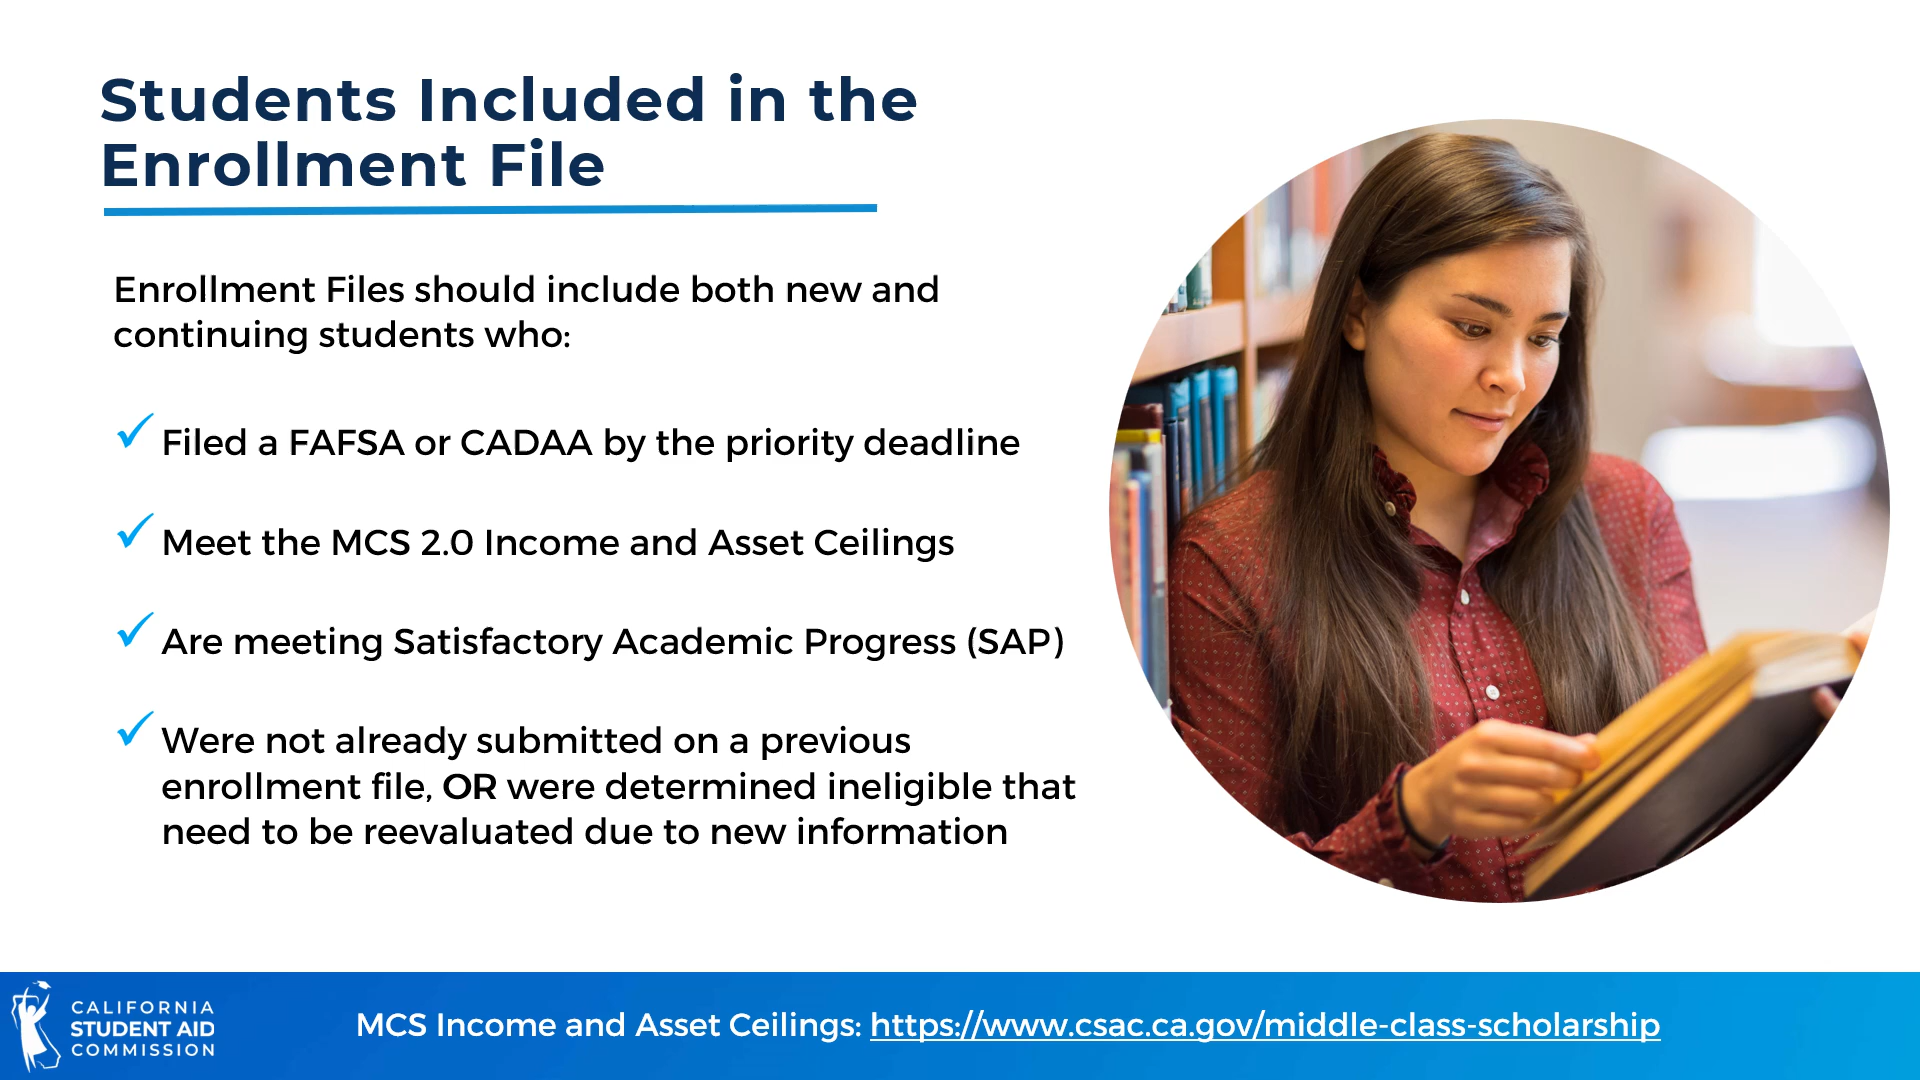 Students Included in the
Enrollment File
Enrollment Files should include both new and
continuing students who:
Filed a FAFSA or CADAA by the priority deadline
Meet the MCS 2.0 Income and Asset Ceilings
Are meeting Satisfactory Academic Progress (SAP)
Were not already submitted on a previous
enrollment file, OR were determined ineligible that
need to be reevaluated due to new information
CALIFORNIA
STUDENT AID
COMMISSION
MCS Income and Asset Ceilings: https://www.csac.ca.gov/middle-class-scholarship